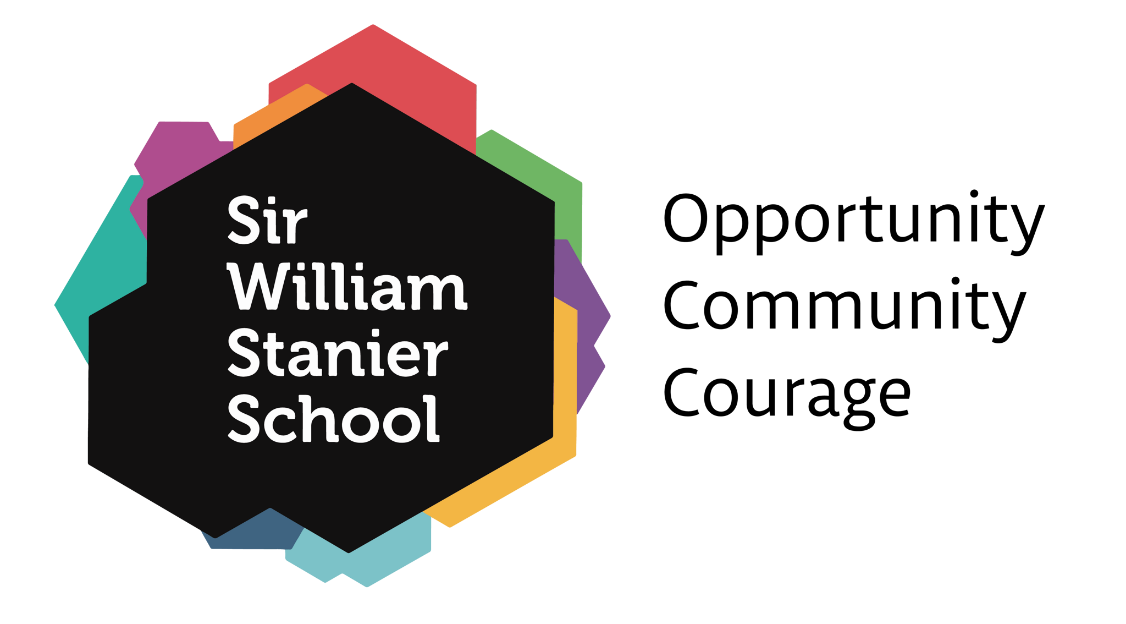 Sir
William
Stanier
School
Opportunity
Community
Courage